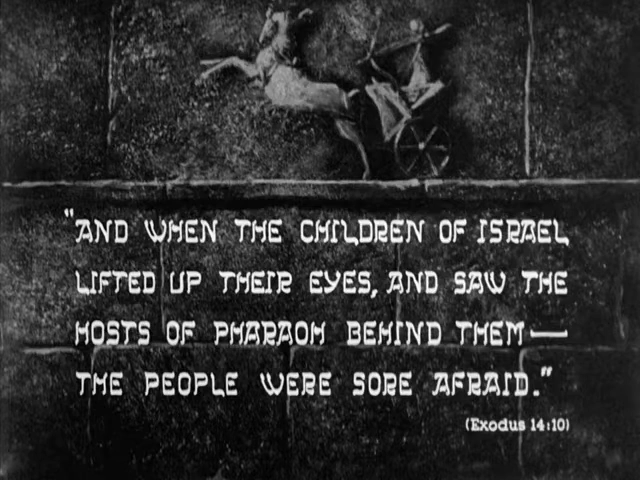 "AND WHEN THE CHILDREN OF ISRAEL
LIFTED UP THEIR EYES, AND SAW THE
HOSTS OF PHARAOH BEHIND THEM—
THE PEOPLE WERE SORE AFRAID."
(Exodus 14:10)